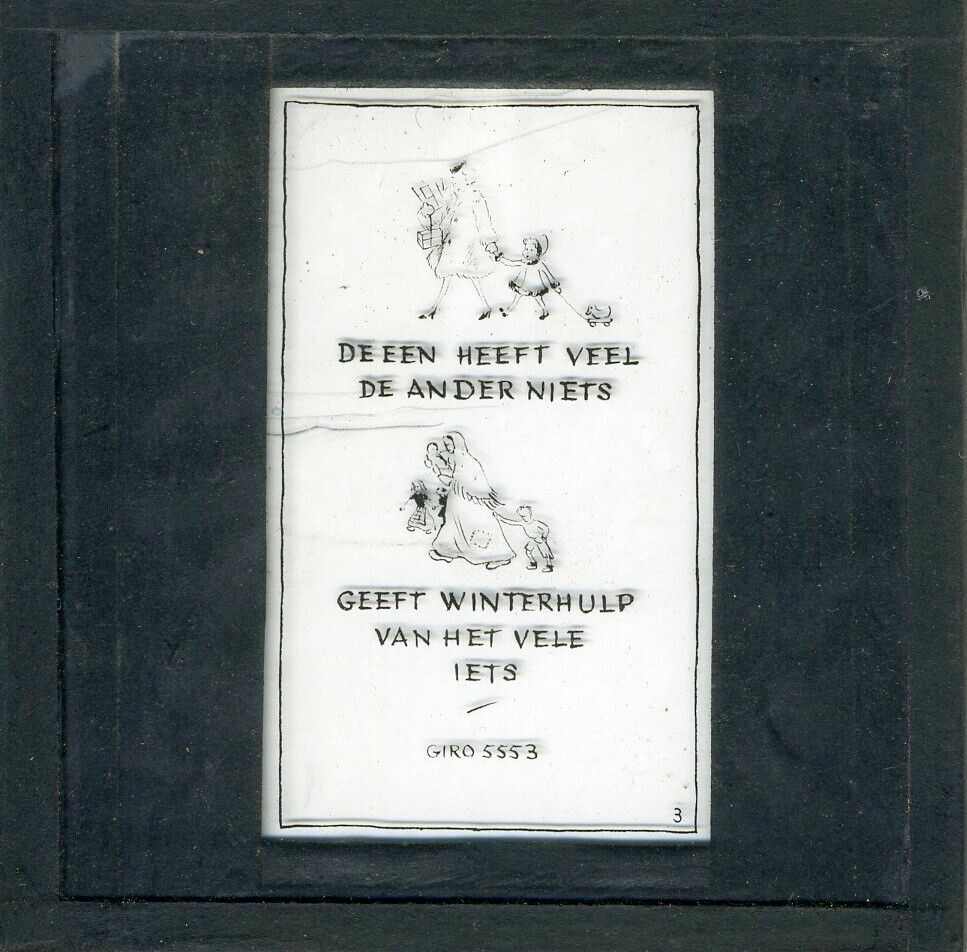 DE EEN HEEFT VEEL
DE ANDER NIETS
GEEFT WINTERHULP
VAN HET VELE
IETS
GIRO 5553
3